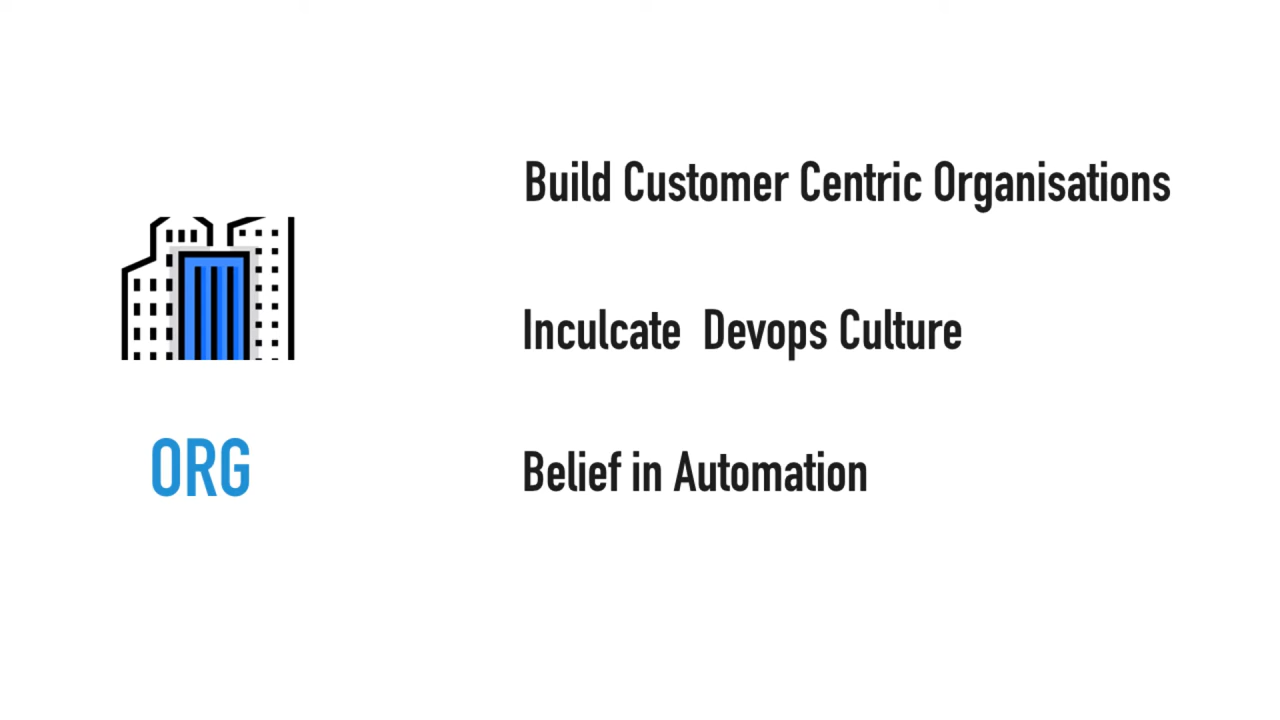 Build Customer Centric Organisations
Inculcate  Devops Culture
ORG
Belief in Automation